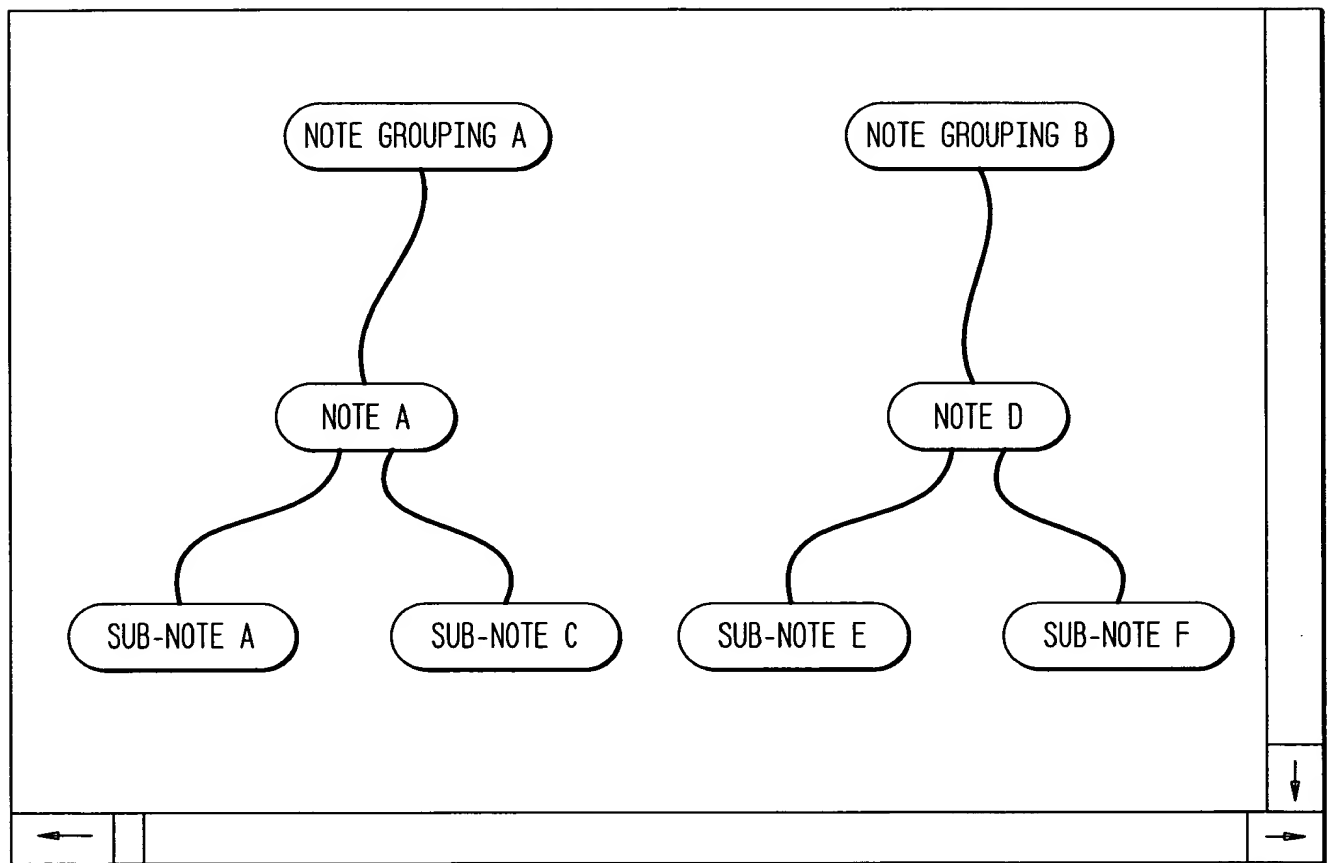 NOTE GROUPING A
NOTE GROUPING B
NOTE A
NOTE D
SUB-NOTE A
SUB-NOTE C
SUB-NOTE E
SUB-NOTE F